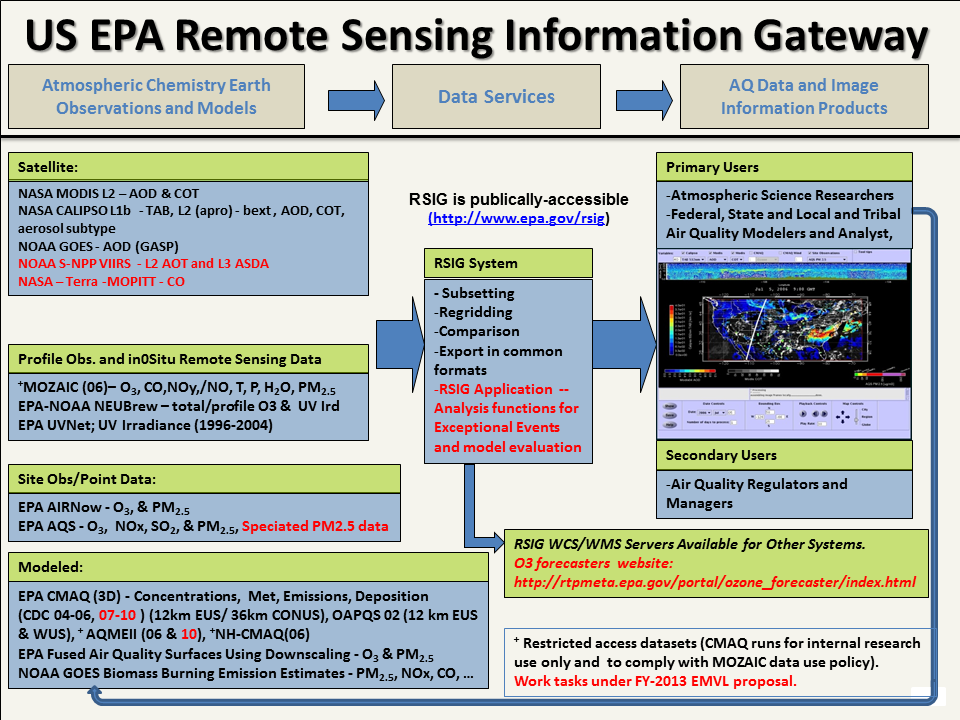 US EPA Remote Sensing Information Gateway
Atmospheric Chemistry Earth
Observations and Models
Data Services
AQ Data and Image
Information Products
Satellite:
NASA MODIS L2 – AOD & COT
NASA CALIPSO L1b - TAB, L2 (apro) - bext , AOD, COT,
aerosol subtype
NOAA GOES - AOD (GASP)
NOAA S-NPP VIIRS - L2 AOT and L3 ASDA
NASA – Terra -MOPITT - CO
Profile Obs. and in0Situ Remote Sensing Data
⁺MOZAIC (06)– O₃, CO,NOy,/NO, T, P, H₂O, PM₂.₅
EPA-NOAA NEUBrew – total/profile O3 & UV Ird
EPA UVNet; UV Irradiance (1996-2004)
Site Obs/Point Data:
EPA AIRNow - O₃, & PM₂.₅
EPA AQS - O₃, NOx, SO₂, & PM₂.₅, Speciated PM2.5 data
Modeled:
EPA CMAQ (3D) - Concentrations, Met, Emissions, Deposition
(CDC 04-06, 07-10 ) (12km EUS/ 36km CONUS), OAPQS 02 (12 km EUS
& WUS), ⁺ AQMEII (06 & 10), ⁺NH-CMAQ(06)
EPA Fused Air Quality Surfaces Using Downscaling - O₃ & PM₂.₅
NOAA GOES Biomass Burning Emission Estimates - PM₂.₅, NOx, CO, …
RSIG is publically-accessible
(http://www.epa.gov/rsig)
RSIG System
- Subsetting
-Regridding
-Comparison
-Export in common
formats
-RSIG Application --
Analysis functions for
Exceptional Events
and model evaluation
Primary Users
-Atmospheric Science Researchers
-Federal, State and Local and Tribal
Air Quality Modelers and Analyst,
Secondary Users
-Air Quality Regulators and
Managers
RSIG WCS/WMS Servers Available for Other Systems.
O3 forecasters website:
http://rtpmeta.epa.gov/portal/ozone_forecaster/index.html
⁺ Restricted access datasets (CMAQ runs for internal research
use only and to comply with MOZAIC data use policy).
Work tasks under FY-2013 EMVL proposal.